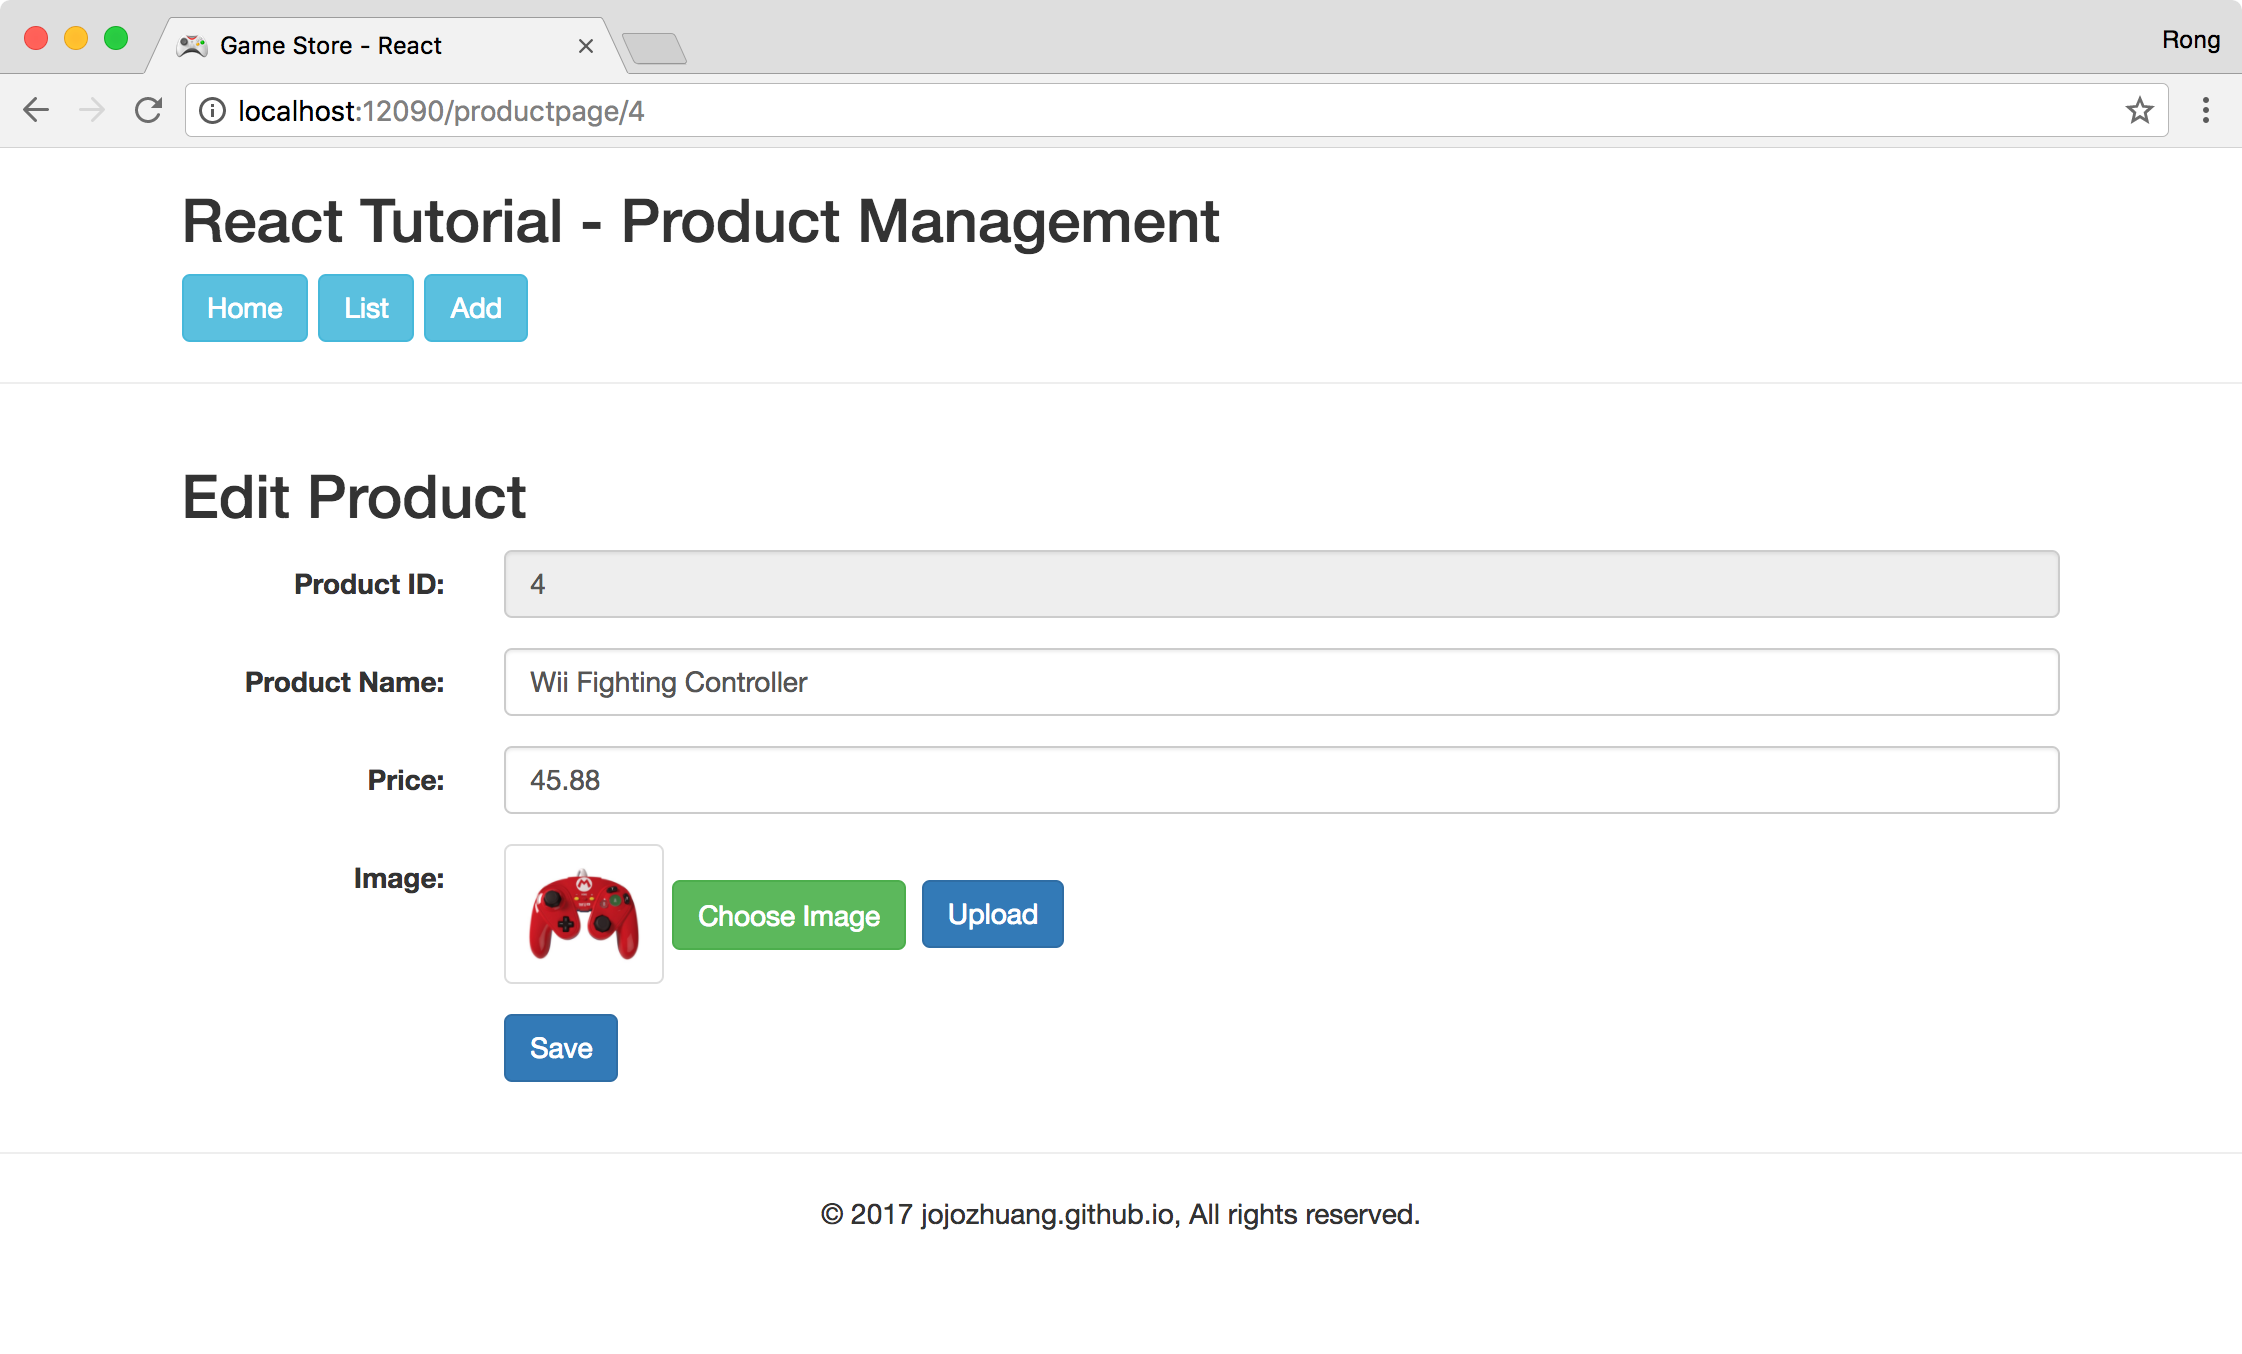 Game Store - React
Rong
localhost:12090/productpage/4
React Tutorial - Product Management
Home List Add
Edit Product
Product ID: 4
Product Name: Wii Fighting Controller
Price: 45.88
Image: Choose Image Upload
Save
© 2017 jojozhuang.github.io, All rights reserved.